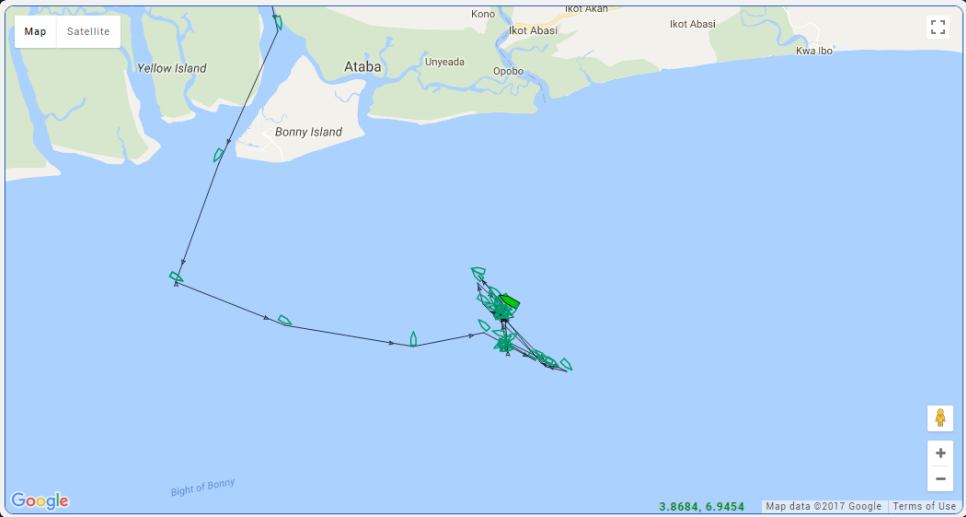 Map Satellite
Kono
Ikot Akan
Ikot Abasi
Ikot Abasi
Kwa Ibo
Yellow Island
Ataba
Unyeada
Opobo
Bonny Island
Bight of Bonny
Google
3.8684, 6.9454
Map data ©2017 Google
Terms of Use